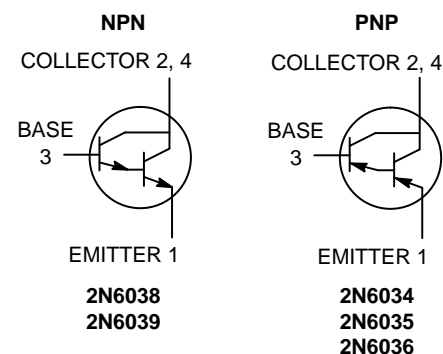 NPN
COLLECTOR 2, 4
BASE
3
EMITTER 1
2N6038
2N6039
PNP
COLLECTOR 2, 4
BASE
3
EMITTER 1
2N6034
2N6035
2N6036